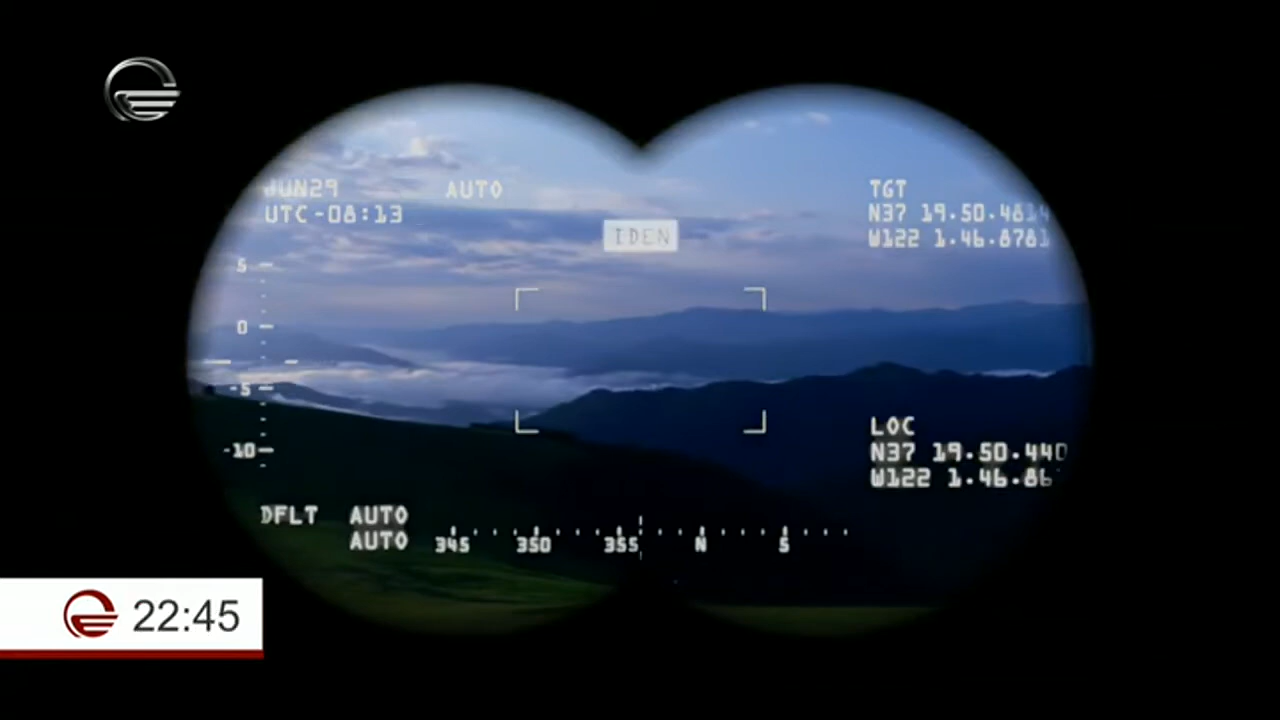 JUN29
AUTO
UTC-08:13
IDEN
TGT
N37 19.50.4814
W122 1.46.8781
5
0
-5
-10
LOC
N37 19.50.440
W122 1.46.86
DFLT AUTO
AUTO
345 350 355 N 5
22:45